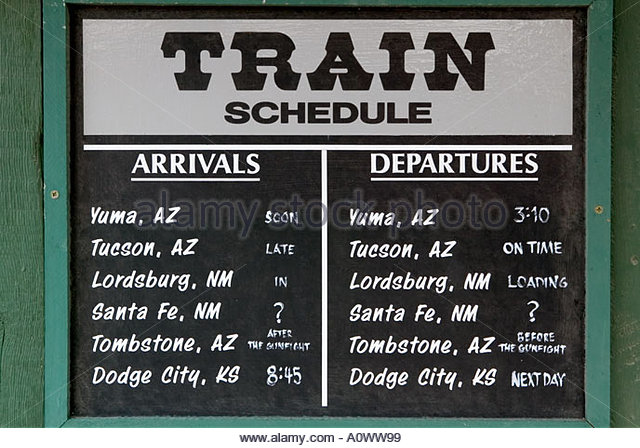 TRAIN
SCHEDULE
ARRIVALS
Yuma, AZ SOON
Tucson, AZ LATE
Lordsburg, NM IN
Santa Fe, NM ?
Tombstone, AZ AFTER THE GUNFIGHT
Dodge City, KS 8:45
DEPARTURES
Yuma, AZ 3:10
Tucson, AZ ON TIME
Lordsburg, NM LOADING
Santa Fe, NM ?
Tombstone, AZ BEFORE THE GUNFIGHT
Dodge City, KS NEXT DAY
alamy stock photo
A0WW99